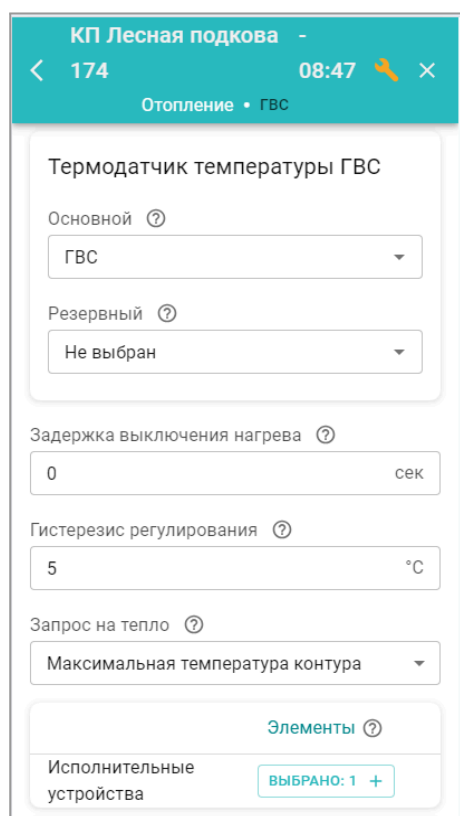 КП Лесная подкова -
174 08:47
Отопление • ГВС
Термодатчик температуры ГВС
Основной ?
ГВС
Резервный ?
Не выбран
Задержка выключения нагрева ?
0 сек
Гистерезис регулирования ?
5 °C
Запрос на тепло ?
Максимальная температура контура
Элементы ?
Исполнительные
устройства
ВЫБРАНО: 1 +